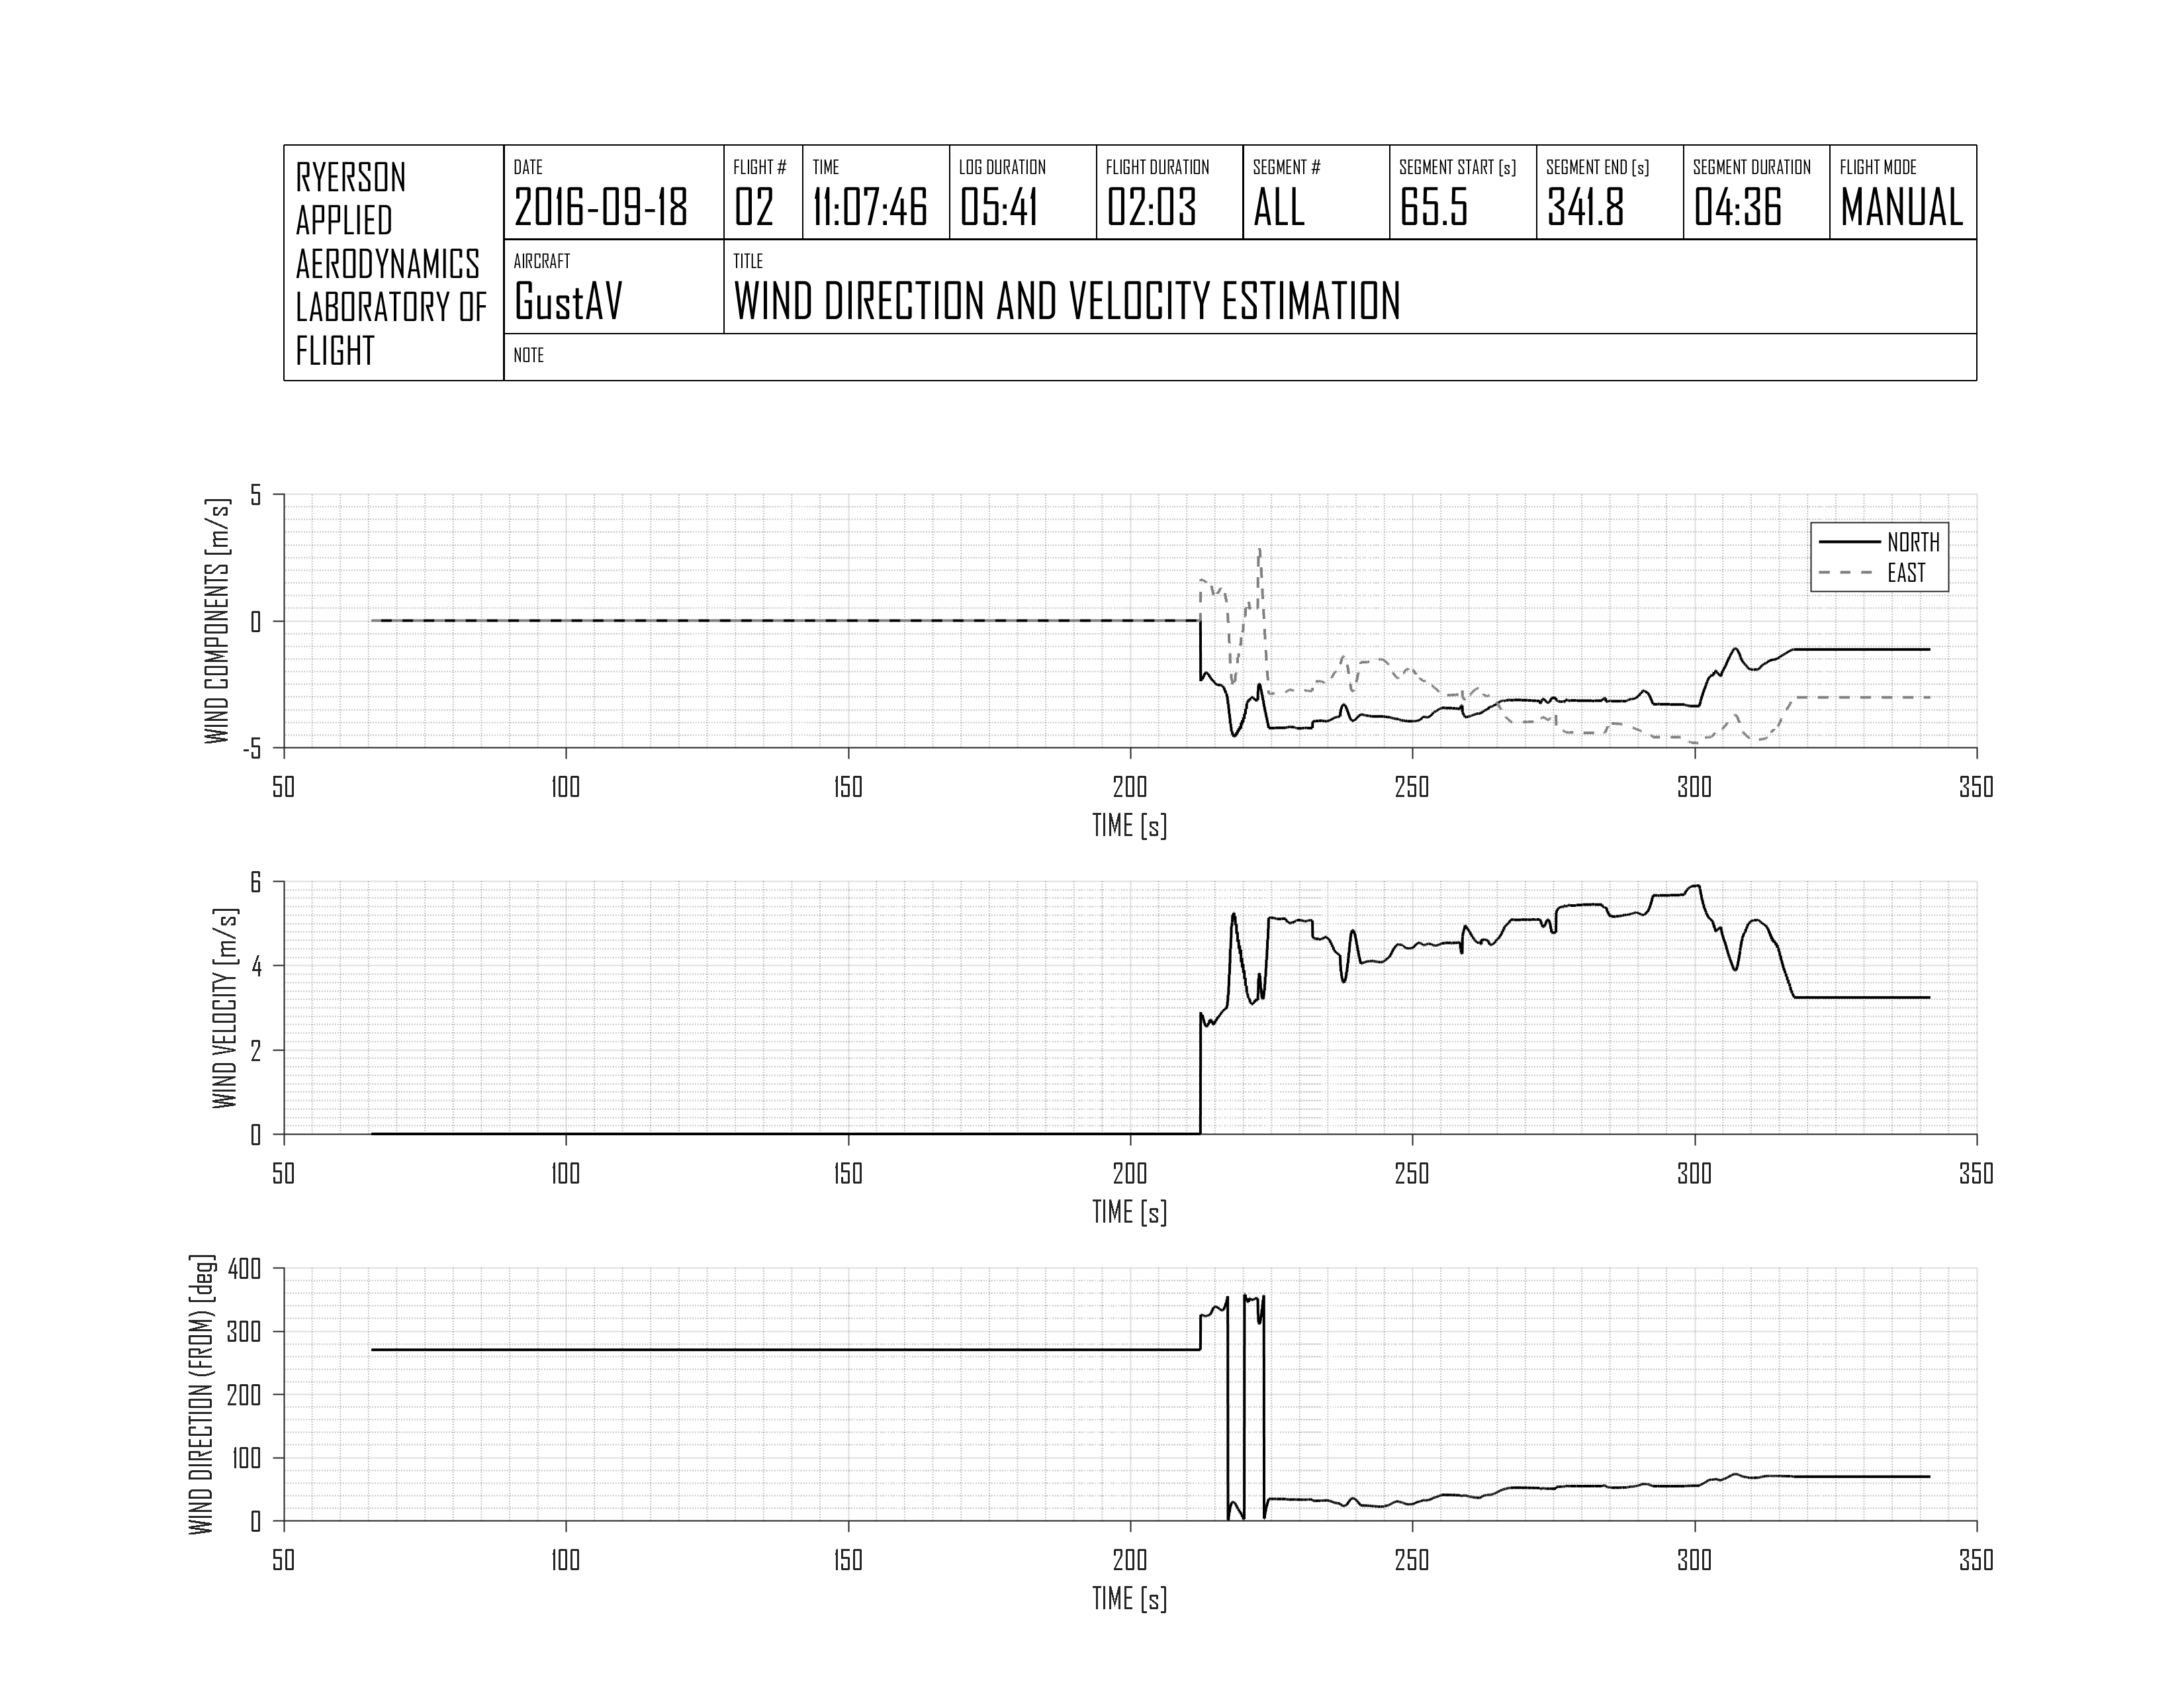 RYERSON
APPLIED
AERODYNAMICS
LABORATORY OF
FLIGHT
DATE
2016-09-18
FLIGHT #
02
TIME
11:07:46
LOG DURATION
05:41
FLIGHT DURATION
02:03
SEGMENT #
ALL
SEGMENT START [s]
65.5
SEGMENT END [s]
341.8
SEGMENT DURATION
04:36
FLIGHT MODE
MANUAL
AIRCRAFT
GustAV
TITLE
WIND DIRECTION AND VELOCITY ESTIMATION
NOTE
WIND COMPONENTS [m/s]
5
0
-5
NORTH
EAST
50 100 150 200 250 300 350
TIME [s]
WIND VELOCITY [m/s]
6
4
2
0
50 100 150 200 250 300 350
TIME [s]
WIND DIRECTION (FROM) [deg]
400
300
200
100
0
50 100 150 200 250 300 350
TIME [s]